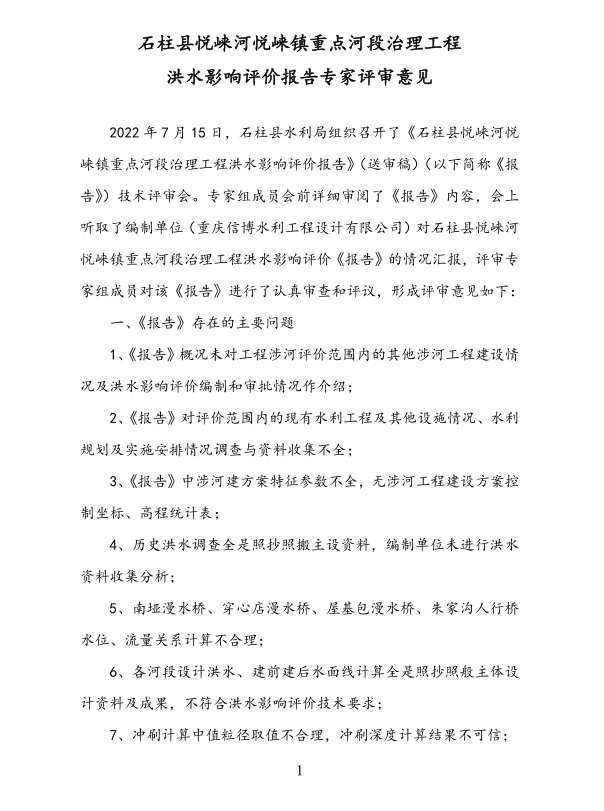 石柱县悦崃河悦崃镇重点河段治理工程
洪水影响评价报告专家评审意见
2022 年 7 月 15 日，石柱县水利局组织召开了《石柱县悦崃河悦
崃镇重点河段治理工程洪水影响评价报告》（送审稿）（以下简称《报
告》）技术评审会。专家组成员会前详细审阅了《报告》内容，会上
听取了编制单位（重庆信博水利工程设计有限公司）对石柱县悦崃河
悦崃镇重点河段治理工程洪水影响评价《报告》的情况汇报，评审专
家组成员对该《报告》进行了认真审查和评议，形成评审意见如下：
一、《报告》存在的主要问题
1、《报告》概况未对工程涉河评价范围内的其他涉河工程建设情
况及洪水影响评价编制和审批情况作介绍；
2、《报告》对评价范围内的现有水利工程及其他设施情况、水利
规划及实施安排情况调查与资料收集不全；
3、《报告》中涉河建方案特征参数不全，无涉河工程建设方案控
制坐标、高程统计表；
4、历史洪水调查全是照抄照搬主设资料，编制单位未进行洪水
资料收集分析；
5、南垭漫水桥、穿心店漫水桥、屋基包漫水桥、朱家沟人行桥
水位、流量关系计算不合理；
6、各河段设计洪水、建前建后水面线计算全是照抄照般主体设
计资料及成果，不符合洪水影响评价技术要求；
7、冲刷计算中值粒径取值不合理，冲刷深度计算结果不可信；
1